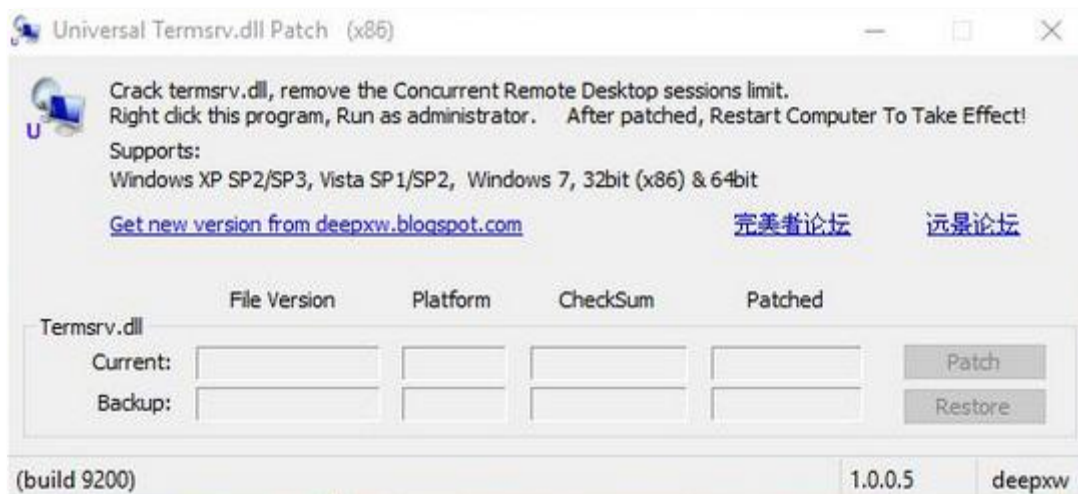 Universal Termsrv.dll Patch (x86)
Crack termsrv.dll, remove the Concurrent Remote Desktop sessions limit.
Right click this program, Run as administrator. After patched, Restart Computer To Take Effect!
U
Supports:
Windows XP SP2/SP3, Vista SP1/SP2, Windows 7, 32bit (x86) & 64bit
Get new version from deepxw.blogspot.com 完美者论坛 远景论坛
File Version Platform CheckSum Patched
Termsrv.dll
Current: Patch
Backup: Restore
(build 9200) 1.0.0.5 deepxw